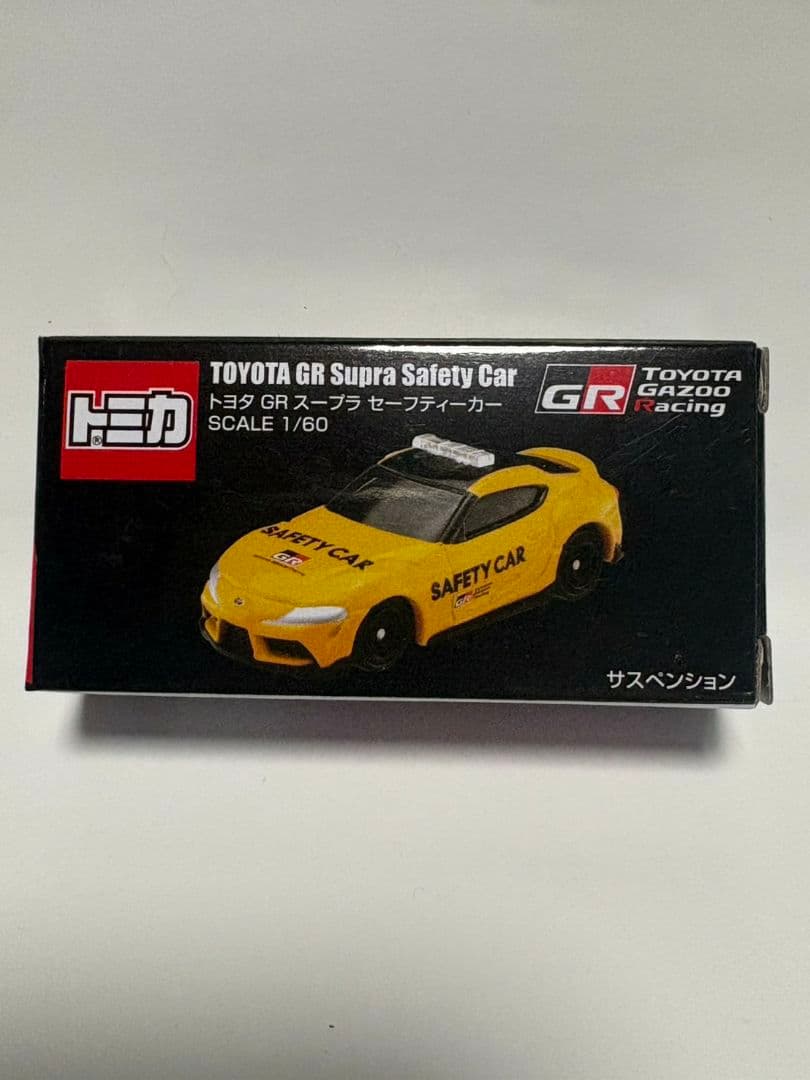 トミカ®
TOYOTA GR Supra Safety Car
トヨタ GR スープラ セーフティーカー
SCALE 1/60
GR TOYOTA
GAZOO
Racing
SAFETY CAR
GR
SAFETY CAR
GR
サスペンション